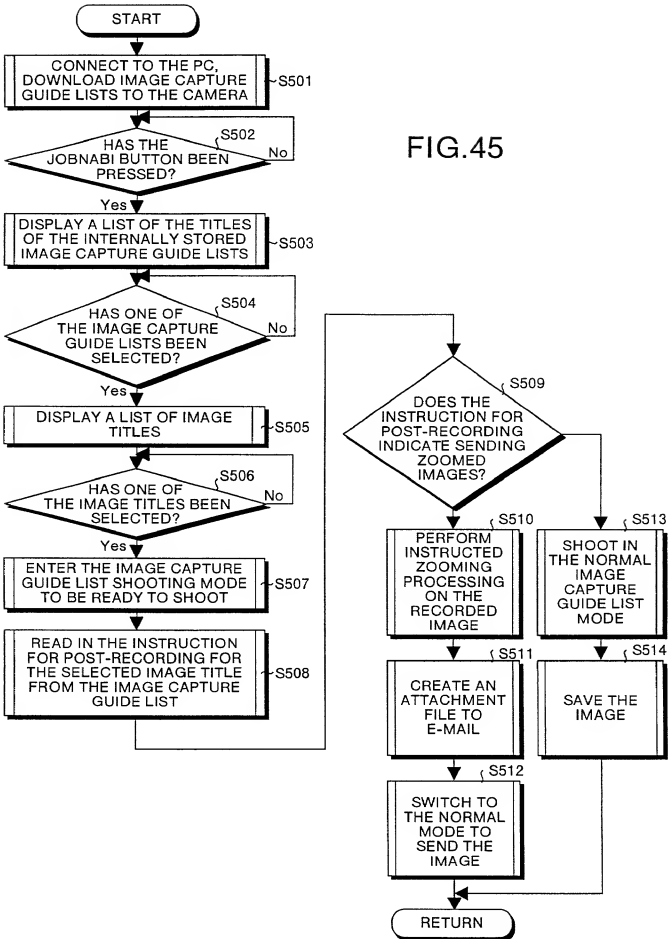 START
CONNECT TO THE PC,
DOWNLOAD IMAGE CAPTURE
GUIDE LISTS TO THE CAMERA
S501
S502
HAS THE
JOBNABI BUTTON BEEN
PRESSED?
No
Yes
DISPLAY A LIST OF THE TITLES
OF THE INTERNALLY STORED
IMAGE CAPTURE GUIDE LISTS
S503
S504
HAS ONE OF
THE IMAGE CAPTURE
GUIDE LISTS BEEN
SELECTED?
No
Yes
DISPLAY A LIST OF IMAGE
TITLES
S505
S506
HAS ONE OF
THE IMAGE TITLES BEEN
SELECTED?
No
Yes
ENTER THE IMAGE CAPTURE
GUIDE LIST SHOOTING MODE
TO BE READY TO SHOOT
S507
READ IN THE INSTRUCTION
FOR POST-RECORDING FOR
THE SELECTED IMAGE TITLE
FROM THE IMAGE CAPTURE
GUIDE LIST
S508
FIG.45
S509
DOES THE
INSTRUCTION FOR
POST-RECORDING
INDICATE SENDING
ZOOMED
IMAGES?
S510
PERFORM
INSTRUCTED
ZOOMING
PROCESSING
ON THE
RECORDED
IMAGE
S511
CREATE AN
ATTACHMENT
FILE TO
E-MAIL
S512
SWITCH TO
THE NORMAL
MODE TO
SEND THE
IMAGE
S513
SHOOT IN
THE NORMAL
IMAGE
CAPTURE
GUIDE LIST
MODE
S514
SAVE THE
IMAGE
RETURN